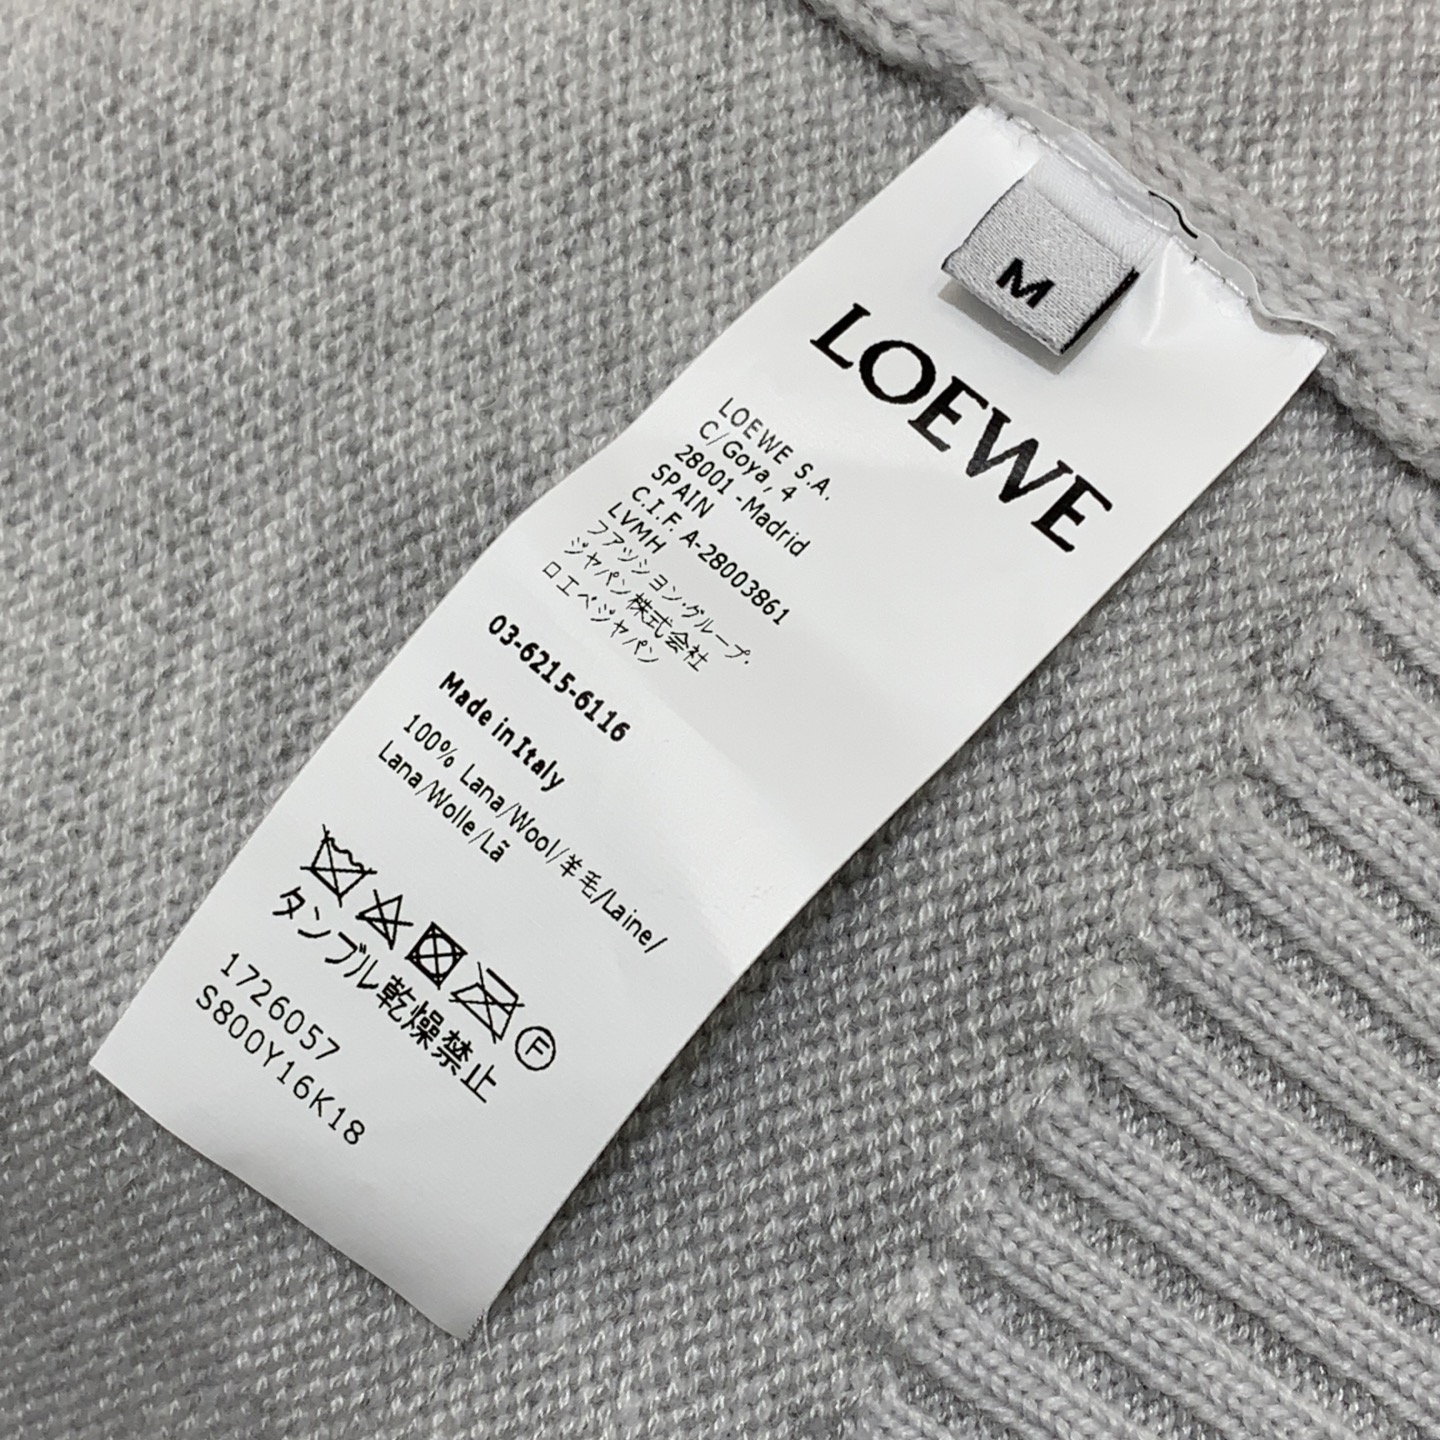 M
LOEWE
LOEWE S.A.
C/Goya, 4
28001 -Madrid
SPAIN
C.I.F. A-28003861
LVMH
ファッション・グループ・
ジャパン株式会社
ロエベジャパン
03-6215-6116
Made in Italy
100% Lana/Wool/羊毛/Laine/
Lana/Wolle/Lã
F
タンブル乾燥禁止
1726057
S800Y16K18